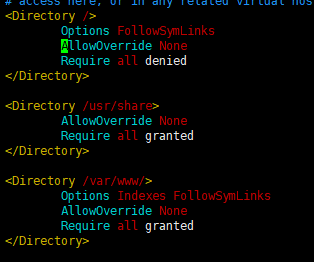 # access here, or in any related virtual hos
<Directory />
Options FollowSymLinks
AllowOverride None
Require all denied
</Directory>
<Directory /usr/share>
AllowOverride None
Require all granted
</Directory>
<Directory /var/www/>
Options Indexes FollowSymLinks
AllowOverride None
Require all granted
</Directory>